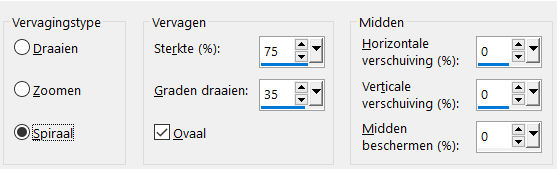 Vervagingstype
Draaien
Zoomen
Spiraal
Vervagen
Sterkte (%): 75
Graden draaien: 35
Ovaal
Midden
Horizontale
verschuiving (%): 0
Verticale
verschuiving (%): 0
Midden
beschermen (%): 0